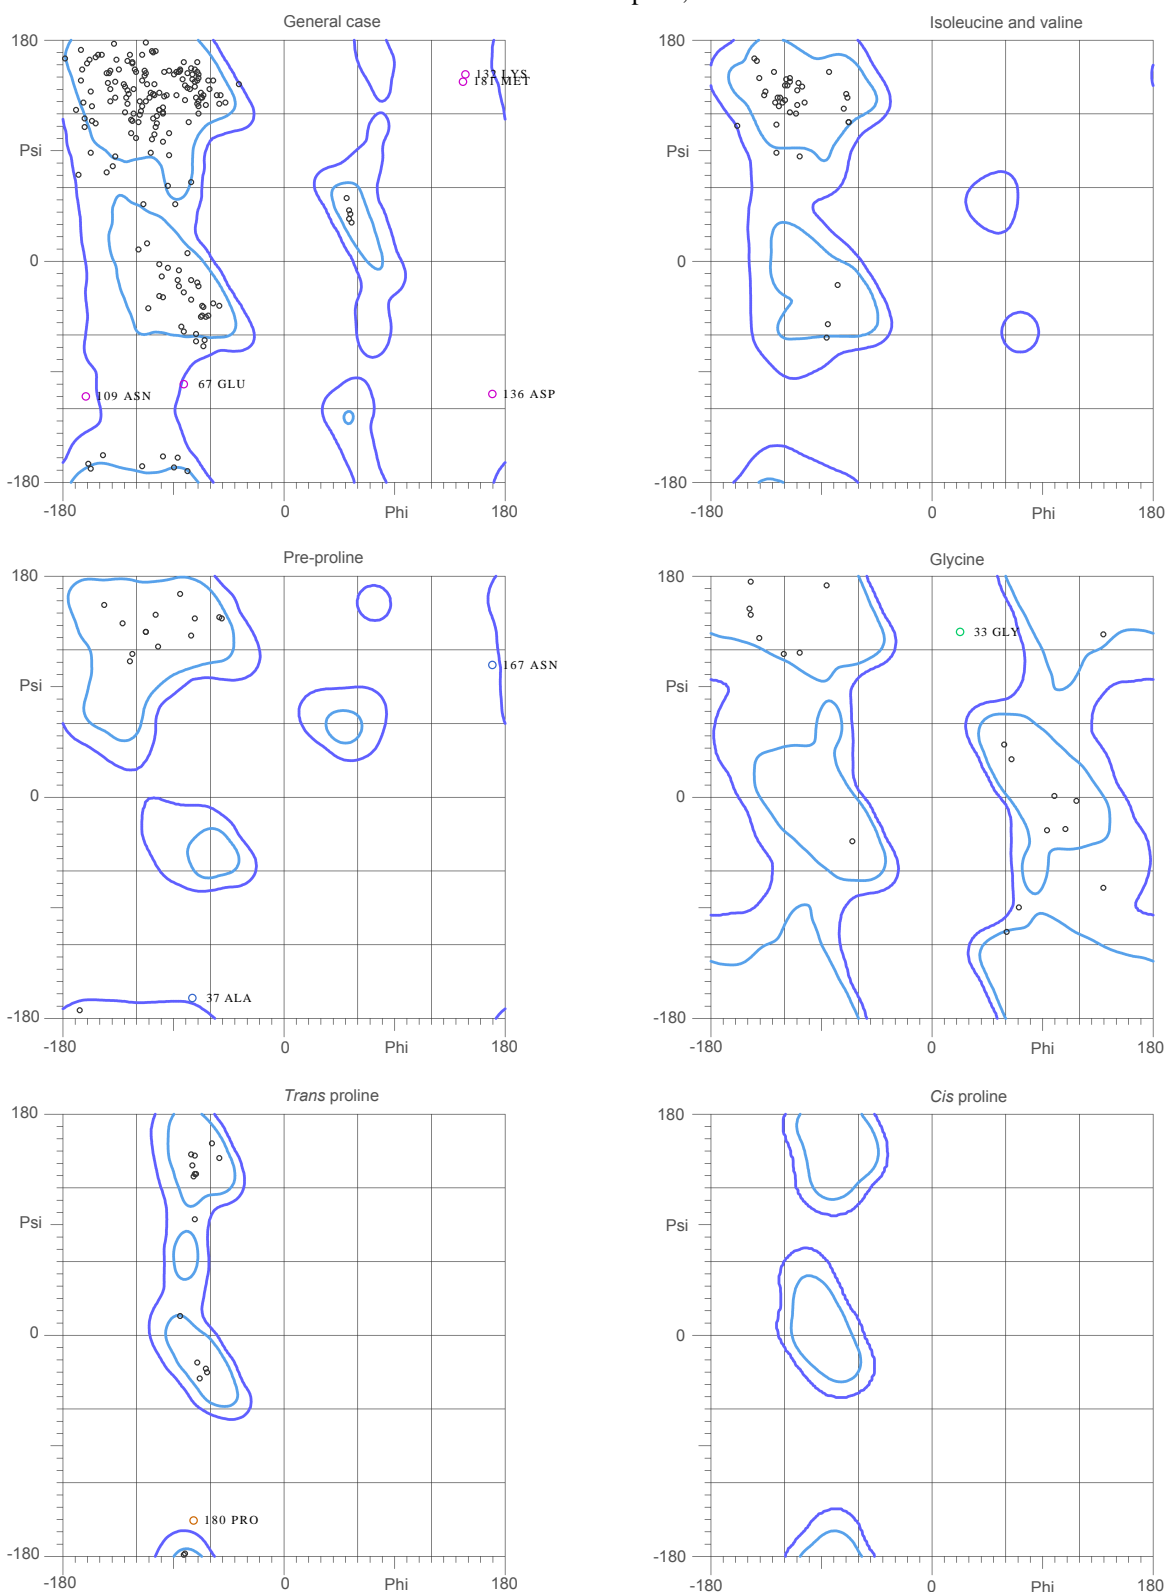 General case
Isoleucine and valine
180
180
132 LYS
181 MET
Psi
Psi
0
0
67 GLU
109 ASN
136 ASP
-180
-180
-180
0
Phi
180
-180
0
Phi
180
Pre-proline
Glycine
180
180
33 GLY
167 ASN
Psi
Psi
0
0
37 ALA
-180
-180
-180
0
Phi
180
-180
0
Phi
180
Trans proline
Cis proline
180
180
Psi
Psi
0
0
180 PRO
-180
-180
-180
0
Phi
180
-180
0
Phi
180